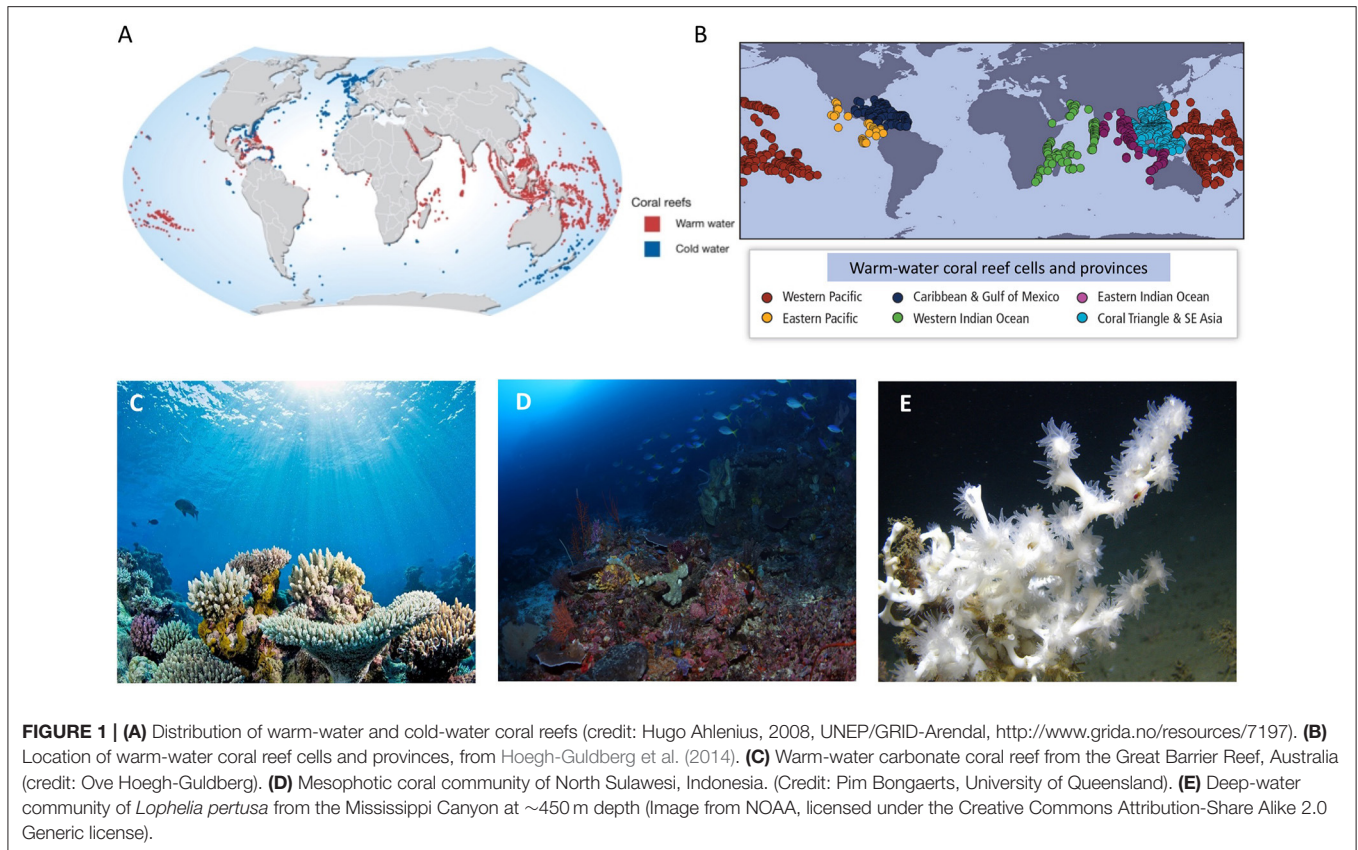 A
B
Coral reefs
Warm water
Cold water
Warm-water coral reef cells and provinces
Western Pacific
Caribbean & Gulf of Mexico
Eastern Indian Ocean
Eastern Pacific
Western Indian Ocean
Coral Triangle & SE Asia
C
D
E
FIGURE 1 | (A) Distribution of warm-water and cold-water coral reefs (credit: Hugo Ahlenius, 2008, UNEP/GRID-Arendal, http://www.grida.no/resources/7197). (B)
Location of warm-water coral reef cells and provinces, from Hoegh-Guldberg et al. (2014). (C) Warm-water carbonate coral reef from the Great Barrier Reef, Australia
(credit: Ove Hoegh-Guldberg). (D) Mesophotic coral community of North Sulawesi, Indonesia. (Credit: Pim Bongaerts, University of Queensland). (E) Deep-water
community of Lophelia pertusa from the Mississippi Canyon at ∼450 m depth (Image from NOAA, licensed under the Creative Commons Attribution-Share Alike 2.0
Generic license).